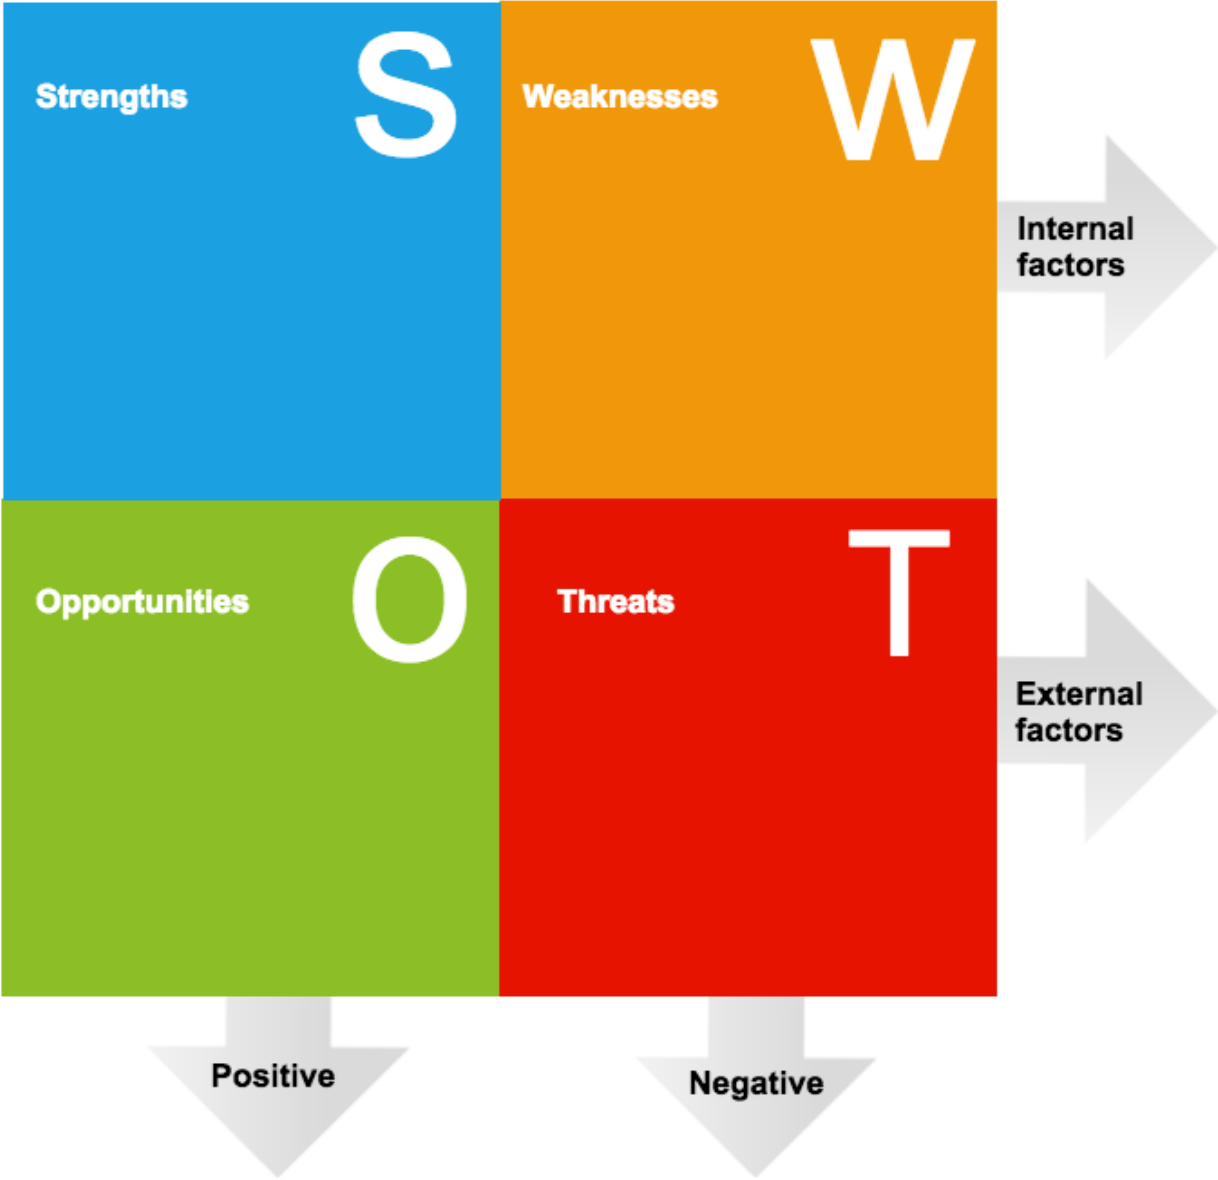 Strengths
S
Weaknesses
W
Internal
factors
Opportunities
O
Threats
T
External
factors
Positive
Negative